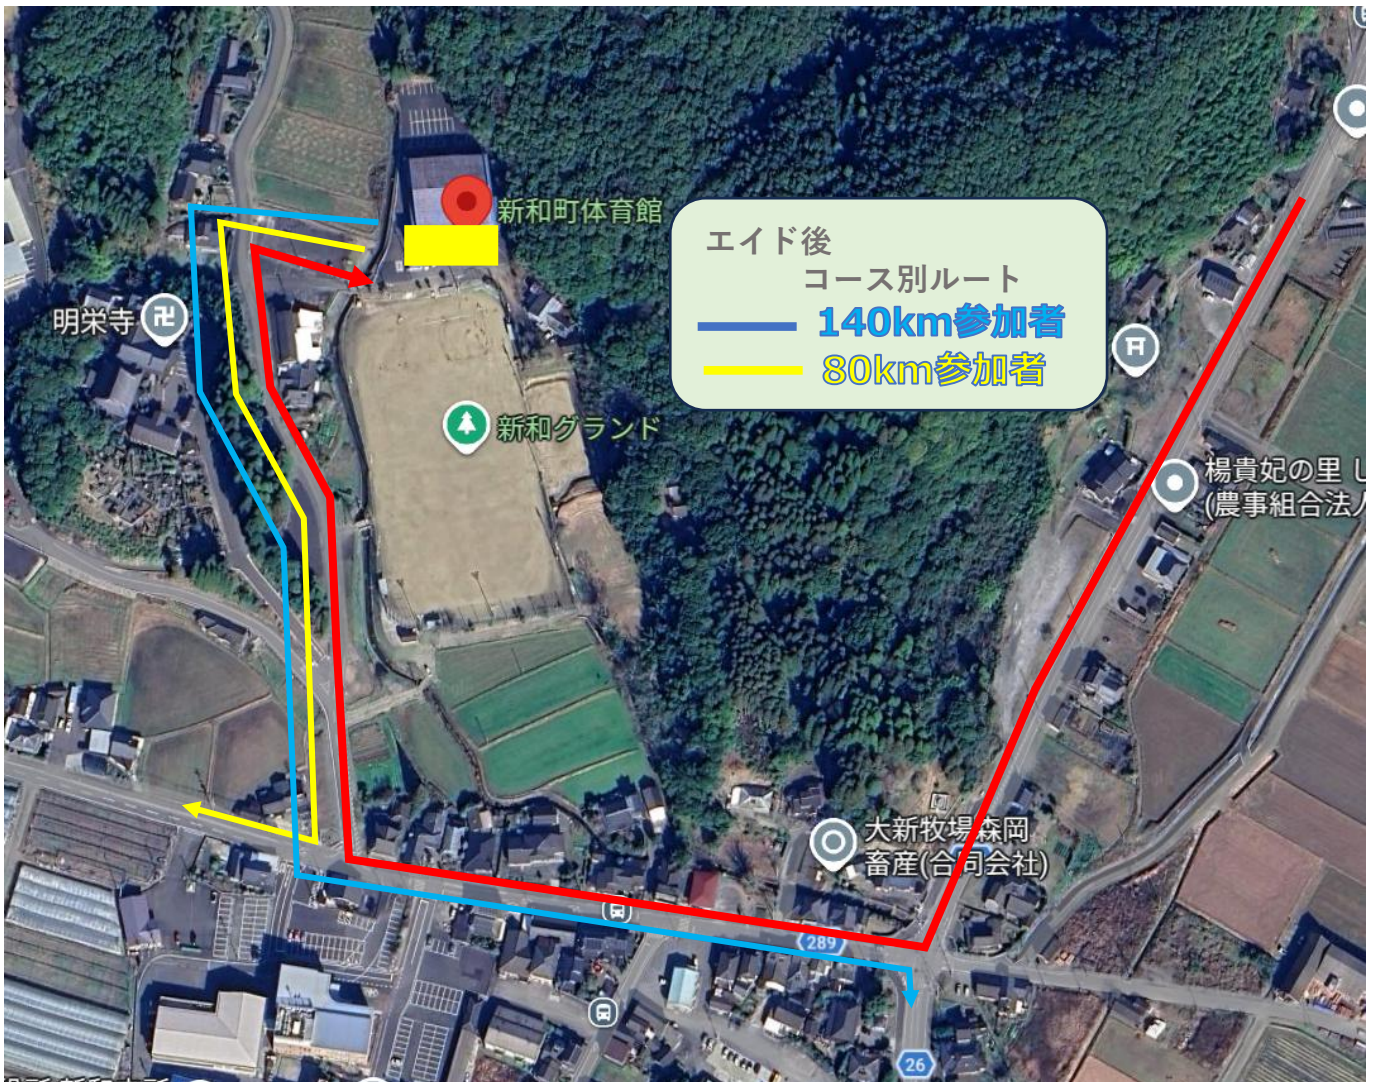 新和町体育館
エイド後
コース別ルート
140km参加者
80km参加者
明栄寺
卍
新和グランド
楊貴妃の里 し
(農事組合法人
大新牧場森岡
畜産(合同会社)
289
26